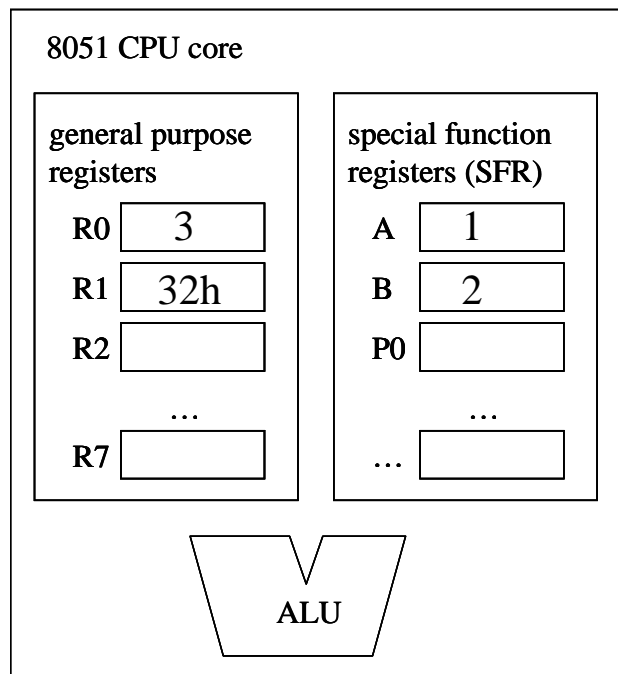 8051 CPU core
general purpose
registers
R0 3
R1 32h
R2
...
R7
special function
registers (SFR)
A 1
B 2
P0
...
...
ALU